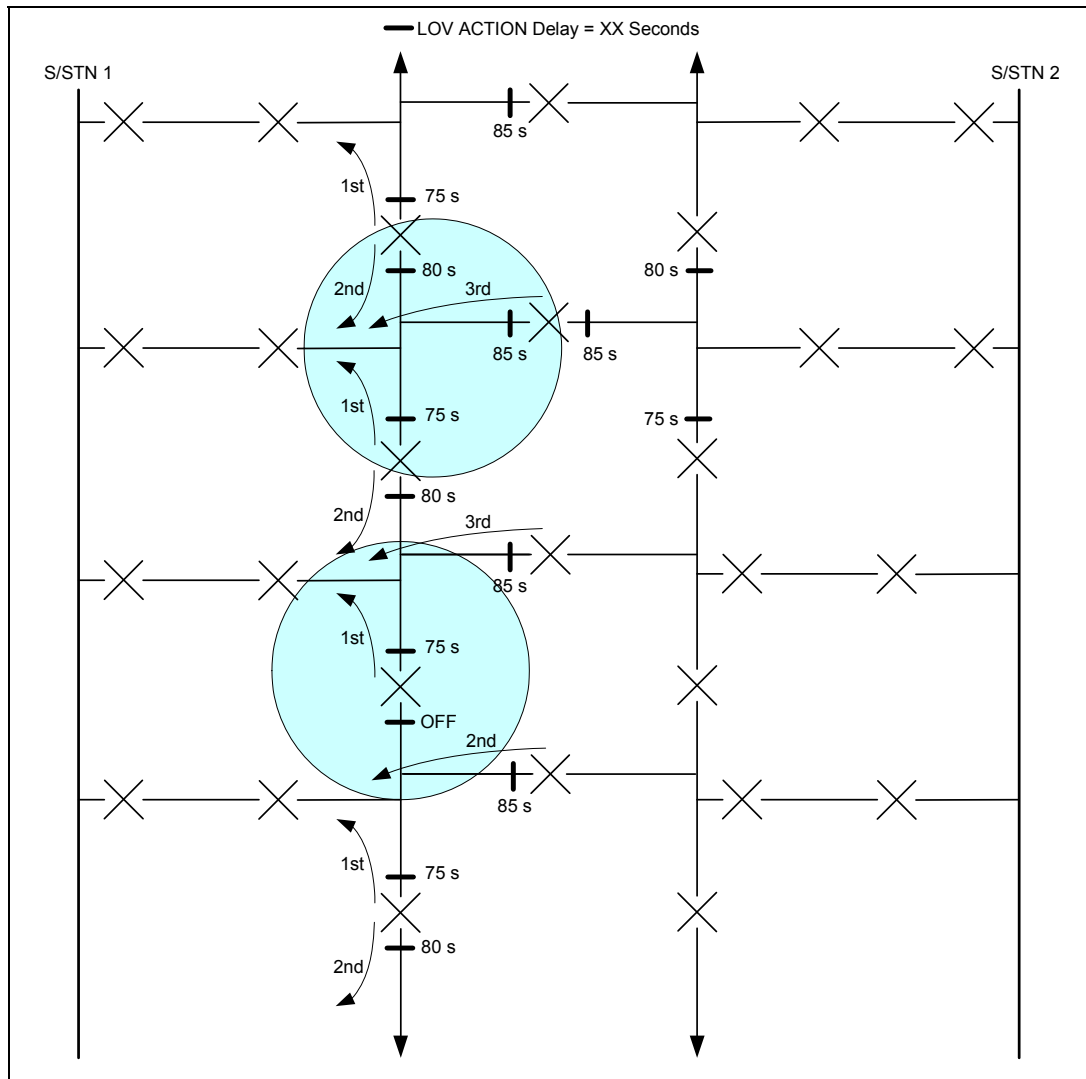 LOV ACTION Delay = XX Seconds
S/STN 1
S/STN 2
85 s
1st
75 s
80 s
80 s
2nd
3rd
85 s
85 s
1st
75 s
75 s
80 s
2nd
3rd
85 s
1st
75 s
OFF
2nd
85 s
1st
75 s
80 s
2nd